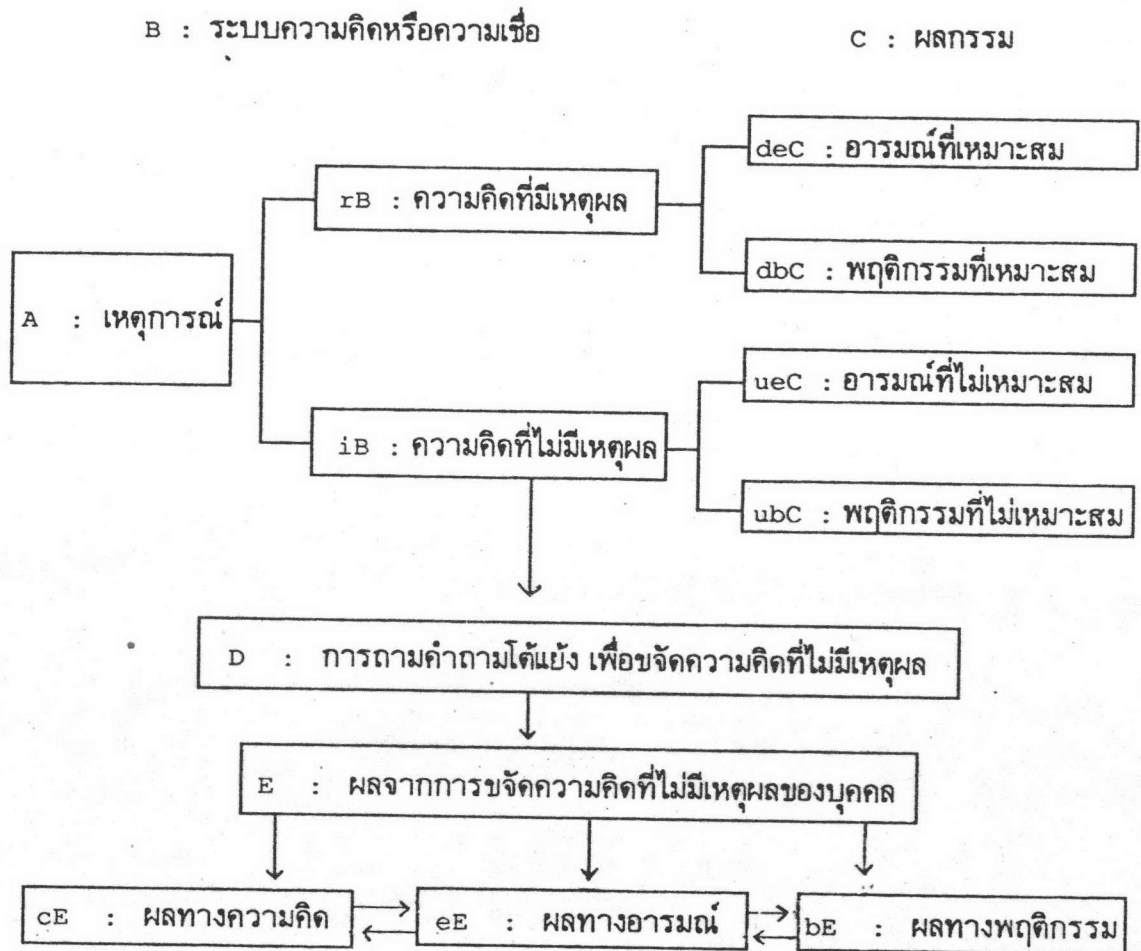 B : ระบบความคิดหรือความเชื่อ
C : ผลกรรม
deC : อารมณ์ที่เหมาะสม
rB : ความคิดที่มีเหตุผล
dbC : พฤติกรรมที่เหมาะสม
A : เหตุการณ์
ueC : อารมณ์ที่ไม่เหมาะสม
iB : ความคิดที่ไม่มีเหตุผล
ubC : พฤติกรรมที่ไม่เหมาะสม
D : การถามคำถามโต้แย้ง เพื่อขจัดความคิดที่ไม่มีเหตุผล
E : ผลจากการขจัดความคิดที่ไม่มีเหตุผลของบุคคล
cE : ผลทางความคิด
eE : ผลทางอารมณ์
bE : ผลทางพฤติกรรม